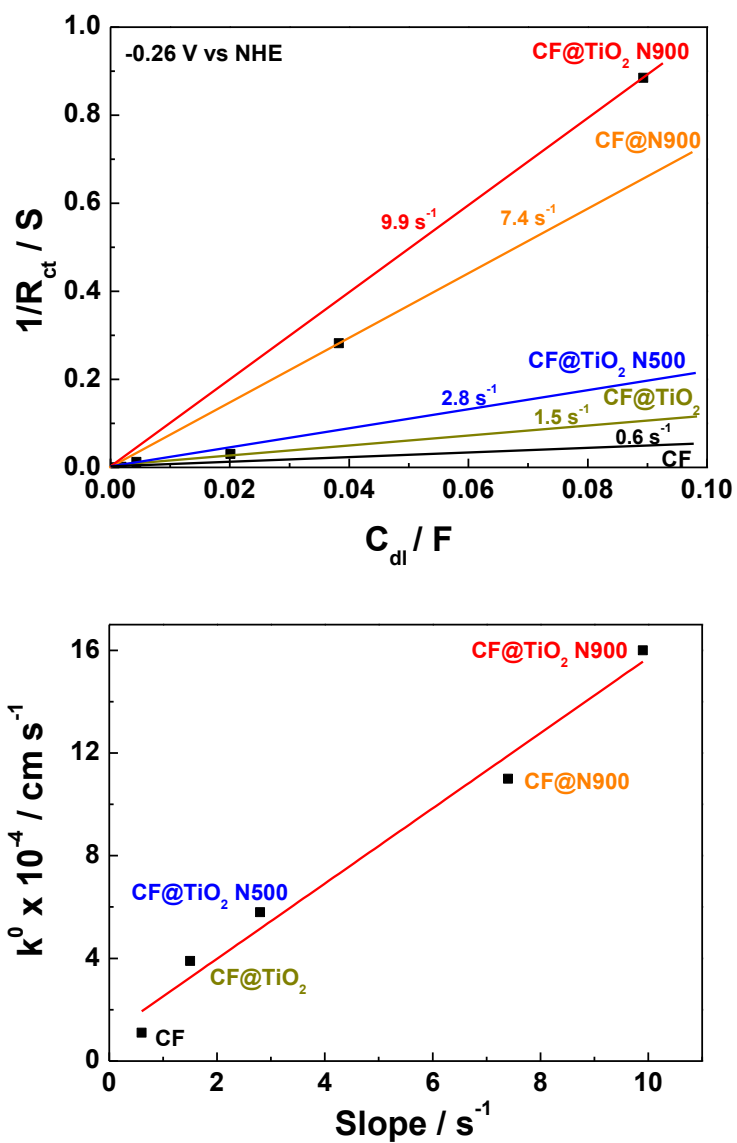 1.0
-0.26 V vs NHE
CF@TiO₂ N900
0.8
CF@N900
0.6
9.9 s⁻¹
7.4 s⁻¹
1/R_ct / S
0.4
CF@TiO₂ N500
0.2
2.8 s⁻¹
CF@TiO₂
1.5 s⁻¹
0.6 s⁻¹
CF
0.0
0.00 0.02 0.04 0.06 0.08 0.10
C_dl / F
16
CF@TiO₂ N900
12
CF@N900
k⁰ x 10⁻⁴ / cm s⁻¹
8
CF@TiO₂ N500
4
CF@TiO₂
CF
0
0 2 4 6 8 10
Slope / s⁻¹